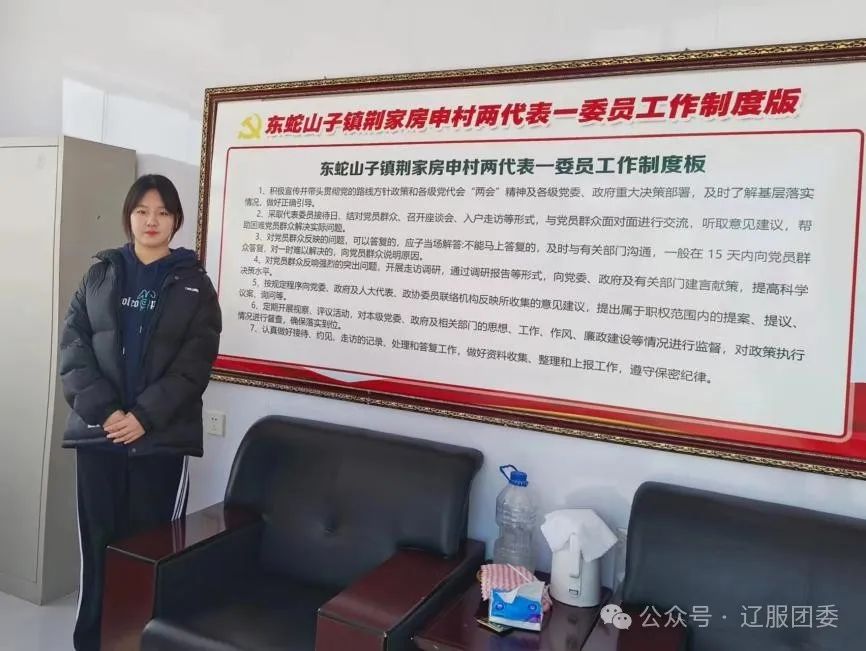 东蛇山子镇荆家房申村两代表一委员工作制度版
东蛇山子镇荆家房申村两代表一委员工作制度板
1、积极宣传并带头贯彻党的路线方针政策和各级党代会“两会”精神及各级党委、政府重大决策部署，及时了解基层落实
情况，做好正确引导。
2、采取代表委员接待日、结对党员群众、召开座谈会、入户走访等形式，与党员群众面对面进行交流，听取意见建议，帮
助困难党员群众解决实际问题。
3、对党员群众反映的问题，可以答复的，应子当场解答:不能马上答复的，及时与有关部门沟通，一般在 15 天内向党员群
众答复，对一时难以解决的，向党员群众说明原因。
4、对党员群众反映强烈的突出问题，开展走访调研，通过调研报告等形式，向党委、政府及有关部门建言献策，提高科学
决策水平。
5、按规定程序向党委、政府及人大代表、政协委员联络机构反映所收集的意见建议，提出属于职权范围内的提案、提议、
议案、询问等。
6、定期开展视察、评议活动，对本级党委、政府及相关部门的思想、工作、作风、廉政建设等情况进行监督，对政策执行
情况进行督查，确保落实到位。
7、认真做好接待、约见、走访的记录、处理和答复工作，做好资料收集、整理和上报工作，遵守保密纪律。
公众号 · 辽服团委